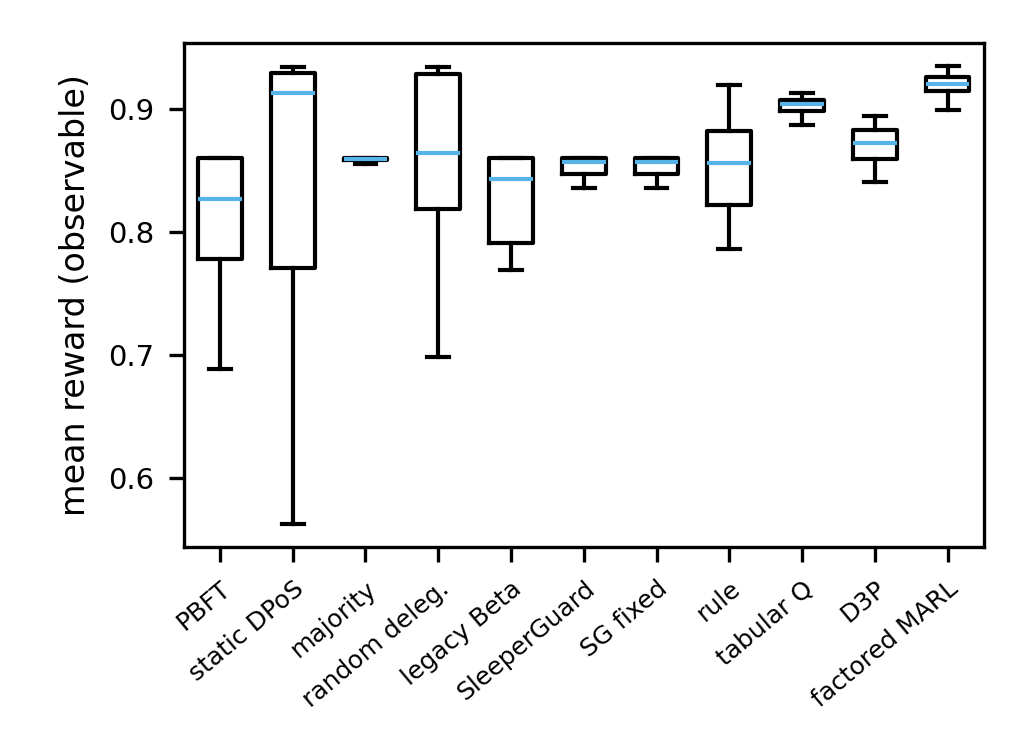 mean reward (observable)
0.9
0.8
0.7
0.6
PBFT
static DPoS
majority
random deleg.
legacy Beta
SleeperGuard
SG fixed
rule
tabular Q
D3P
factored MARL